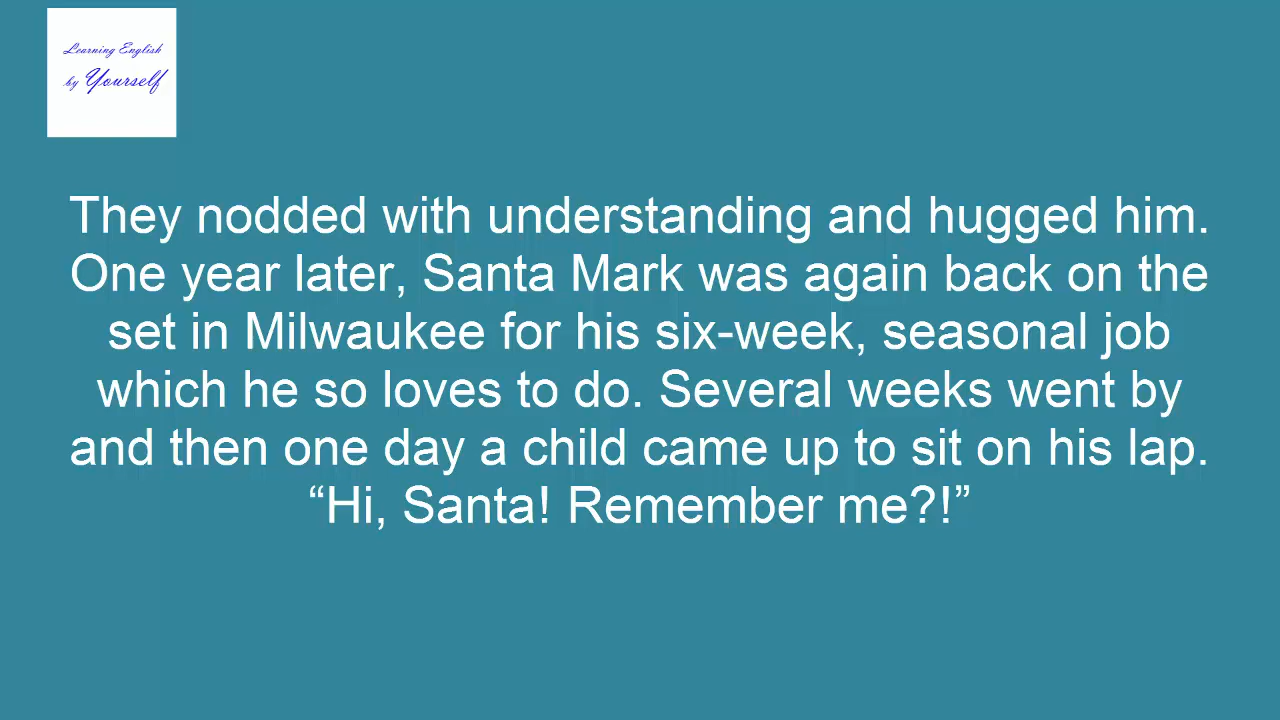 Learning English
by Yourself
They nodded with understanding and hugged him.
One year later, Santa Mark was again back on the
set in Milwaukee for his six-week, seasonal job
which he so loves to do. Several weeks went by
and then one day a child came up to sit on his lap.
“Hi, Santa! Remember me?!”